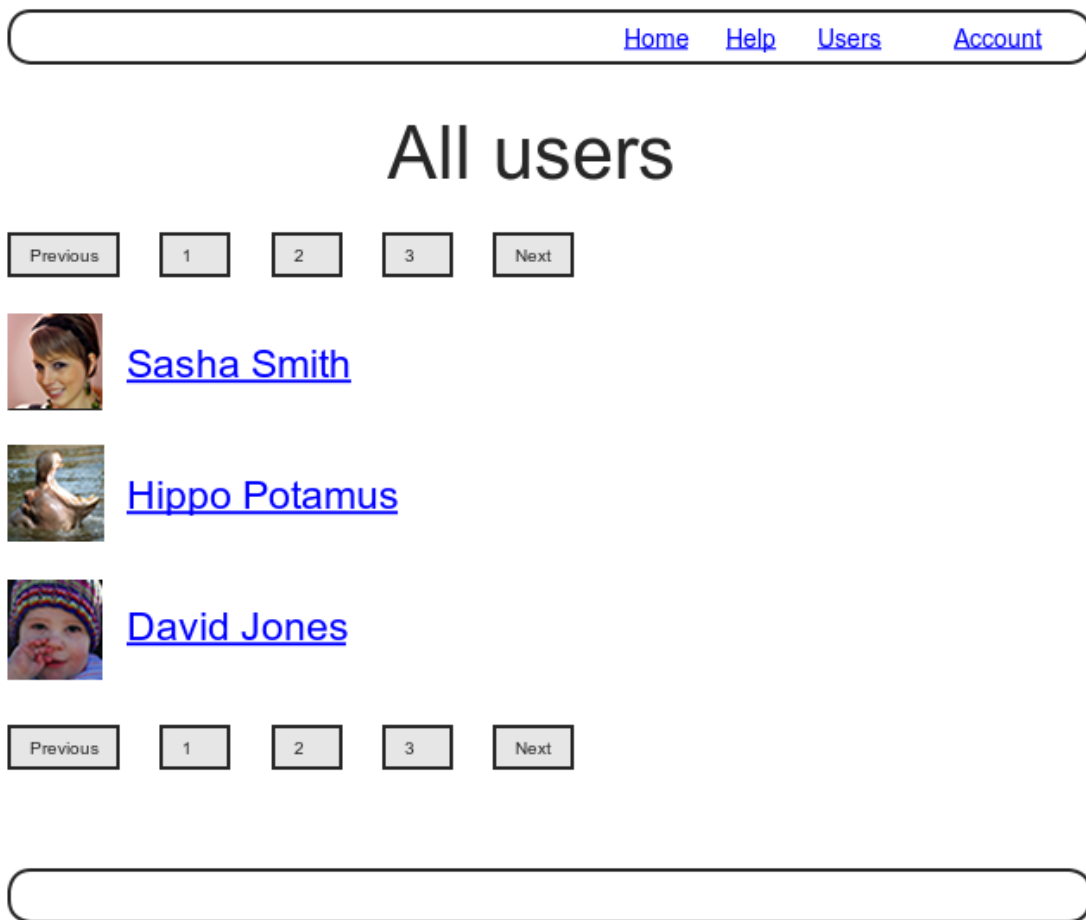 Home Help Users Account
All users
Previous 1 2 3 Next
Sasha Smith
Hippo Potamus
David Jones
Previous 1 2 3 Next